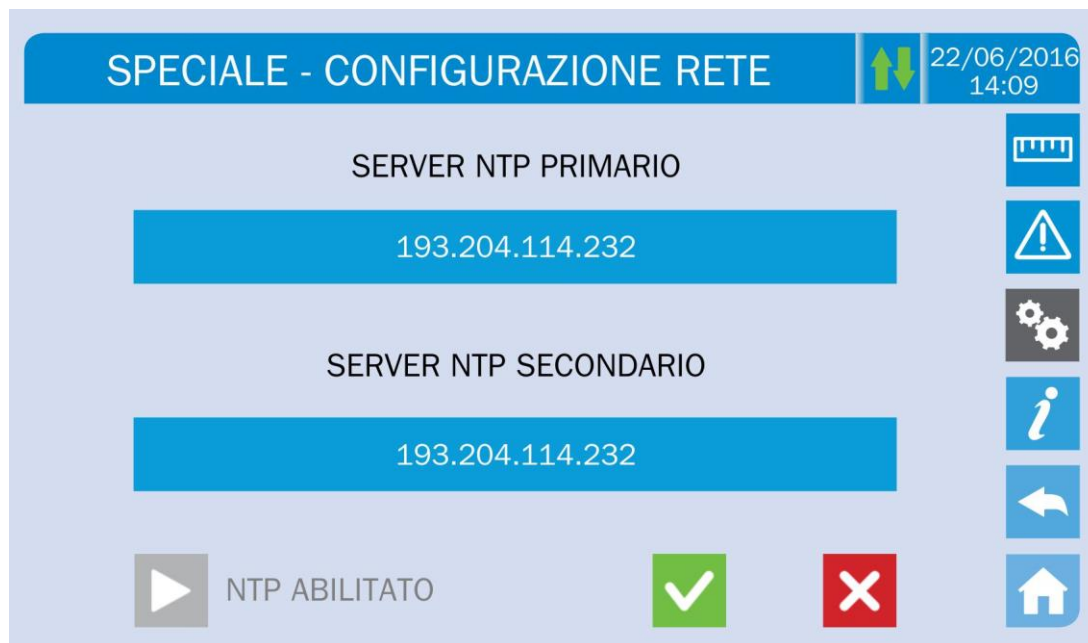 SPECIALE - CONFIGURAZIONE RETE
22/06/2016
14:09
SERVER NTP PRIMARIO
193.204.114.232
SERVER NTP SECONDARIO
193.204.114.232
NTP ABILITATO